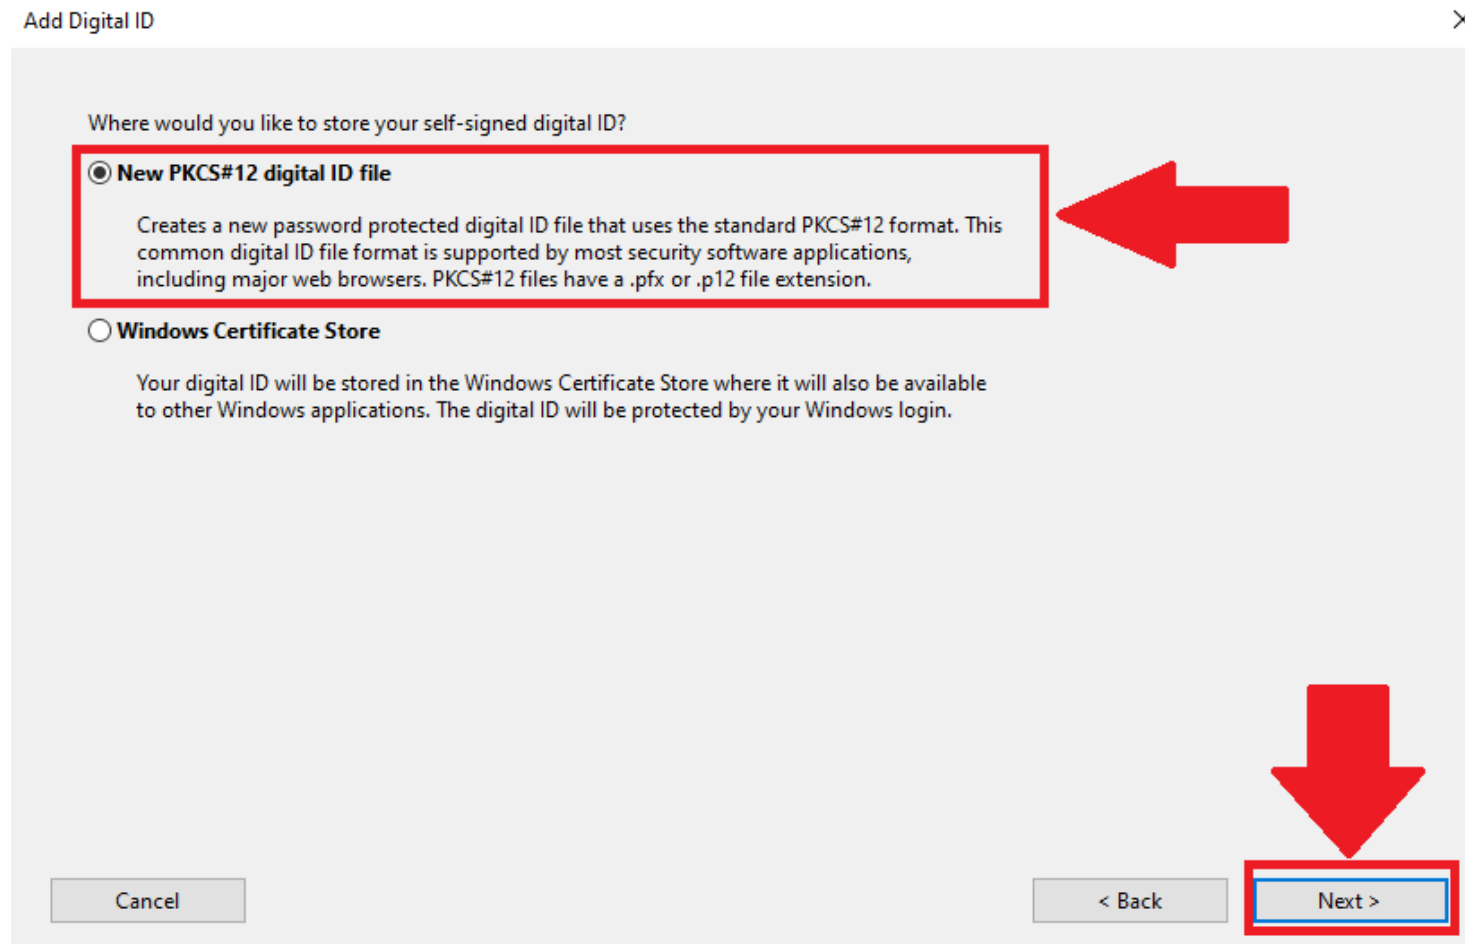 Add Digital ID
Where would you like to store your self-signed digital ID?
New PKCS#12 digital ID file
Creates a new password protected digital ID file that uses the standard PKCS#12 format. This
common digital ID file format is supported by most security software applications,
including major web browsers. PKCS#12 files have a .pfx or .p12 file extension.
Windows Certificate Store
Your digital ID will be stored in the Windows Certificate Store where it will also be available
to other Windows applications. The digital ID will be protected by your Windows login.
Cancel
< Back
Next >